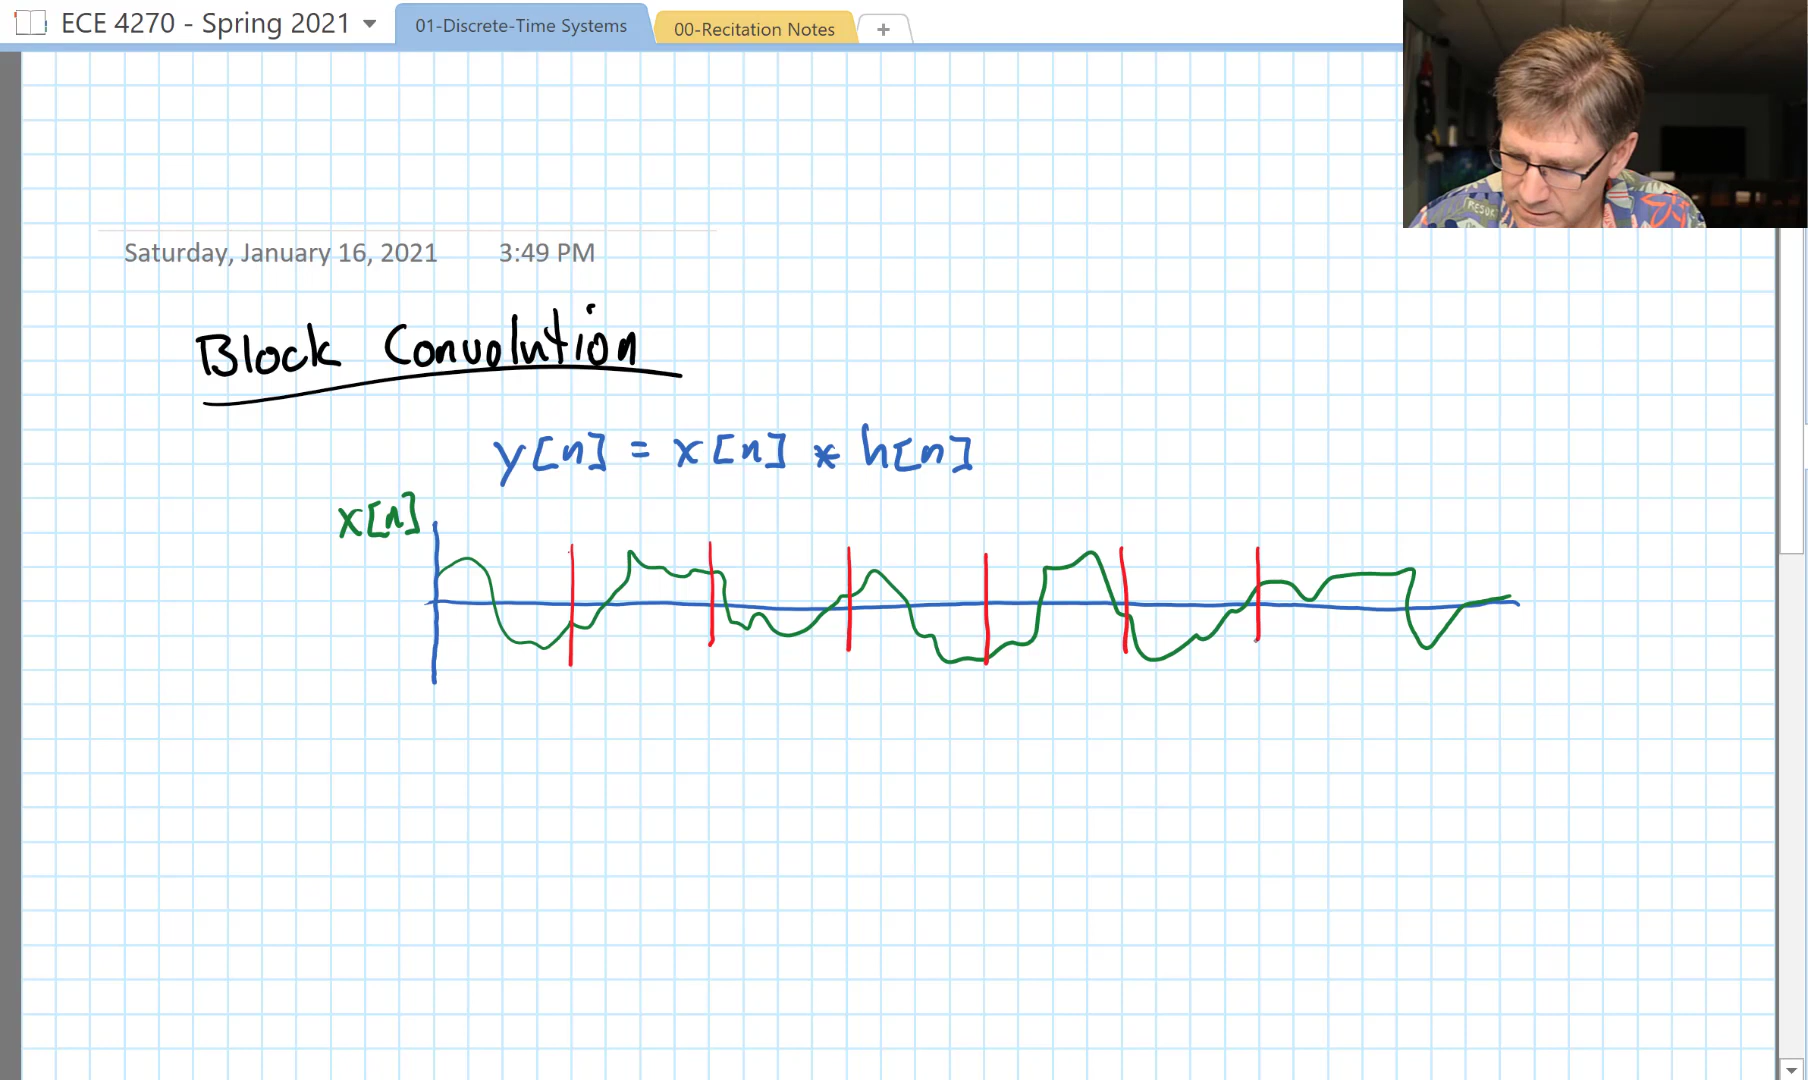 ECE 4270 - Spring 2021
01-Discrete-Time Systems
00-Recitation Notes
+
Saturday, January 16, 2021 3:49 PM
Block Convolution
y[n] = x[n] * h[n]
x[n]